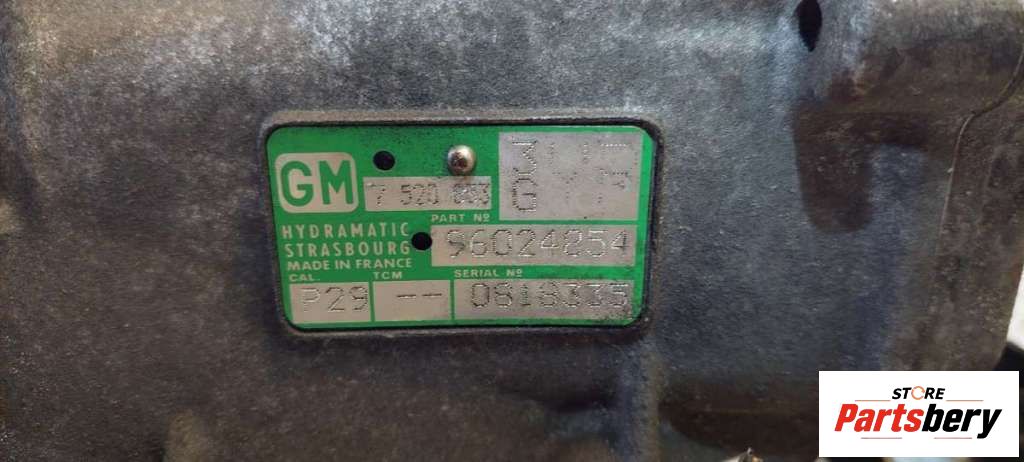 GM
7 520 853
PART Nº
HYDRAMATIC
STRASBOURG
MADE IN FRANCE
96024254
CAL. TCM SERIAL Nº
P29 -- 0818335
STORE
Partsbery